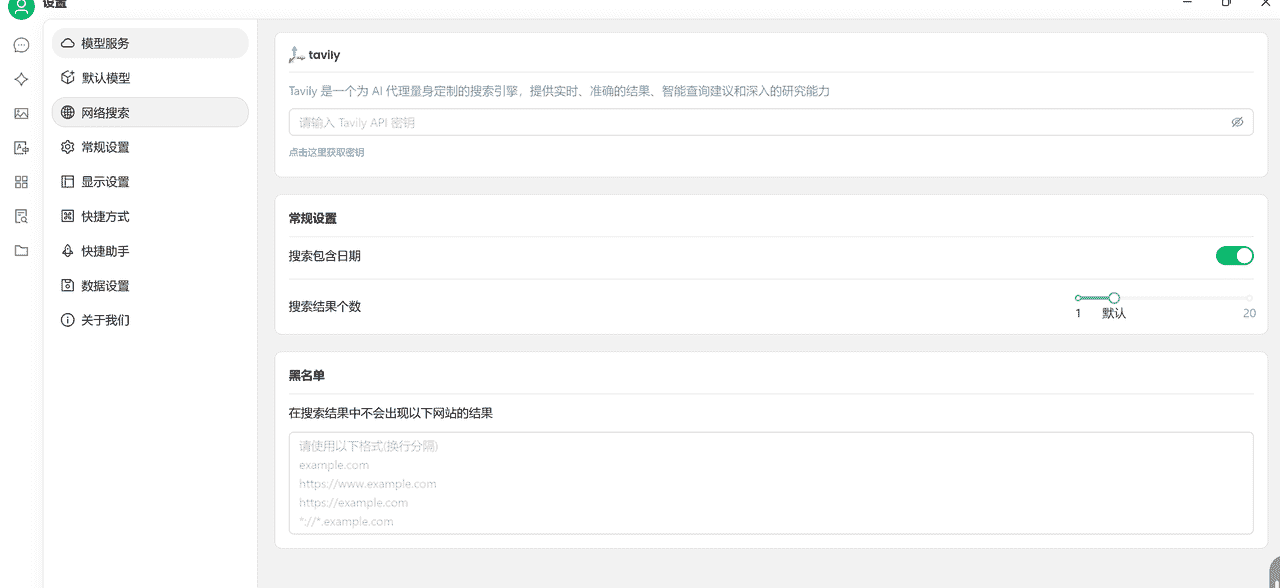 设置
模型服务
默认模型
网络搜索
常规设置
显示设置
快捷方式
快捷助手
数据设置
关于我们
tavily
Tavily 是一个为 AI 代理量身定制的搜索引擎，提供实时、准确的结果、智能查询建议和深入的研究能力
请输入 Tavily API 密钥
点击这里获取密钥
常规设置
搜索包含日期
搜索结果个数
1 默认 20
黑名单
在搜索结果中不会出现以下网站的结果
请使用以下格式(换行分隔)
example.com
https://www.example.com
https://example.com
*://*.example.com